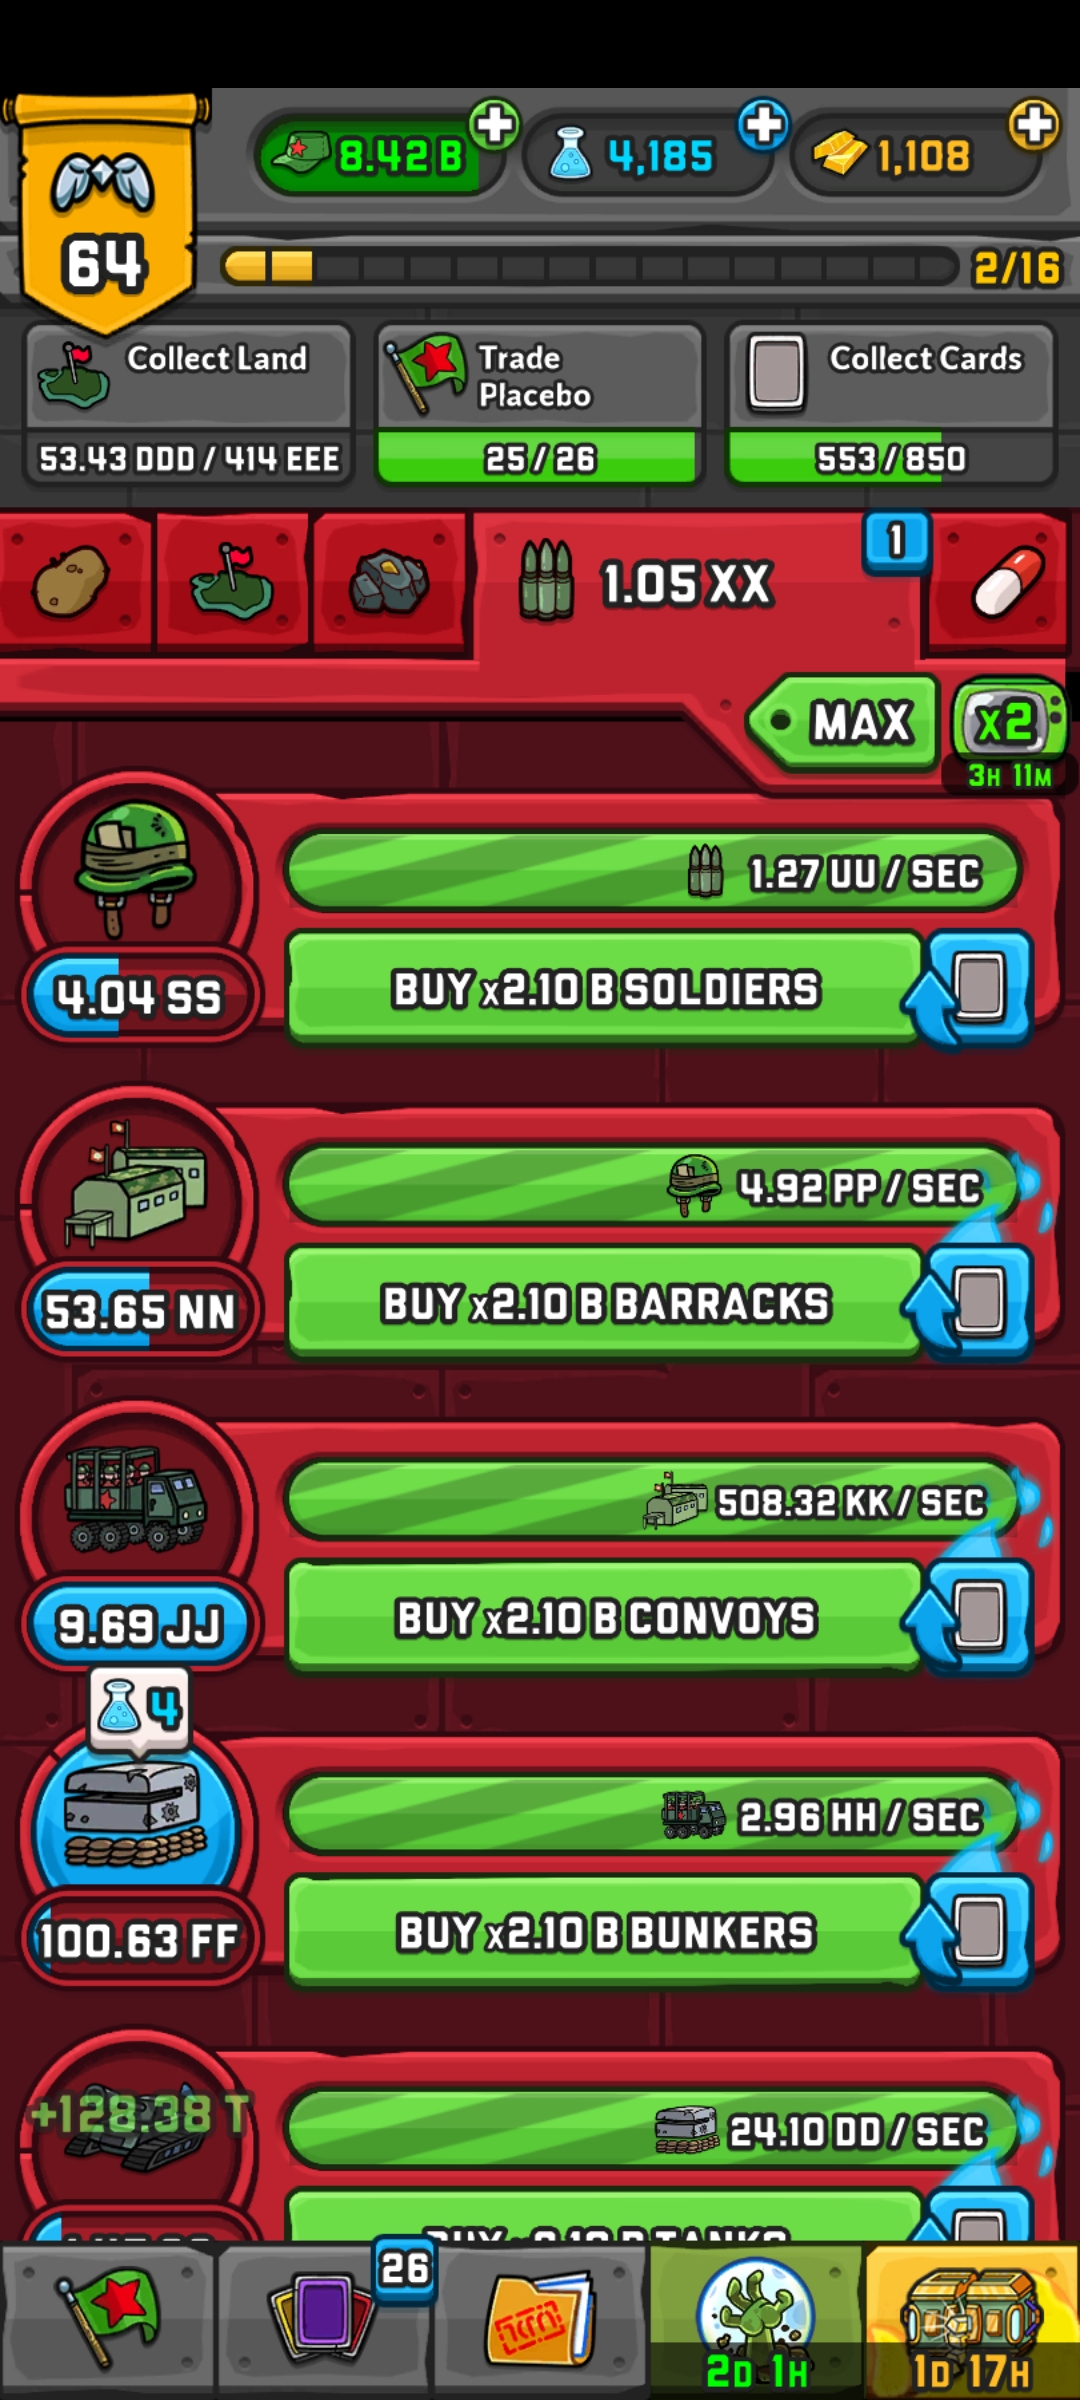 8.42 B
4,185
1,108
64
2/16
Collect Land
53.43 DDD / 414 EEE
Trade
Placebo
25 / 26
Collect Cards
553 / 850
1.05 XX
1
MAX
x2
3H 11M
1.27 UU / SEC
4.04 SS
BUY x2.10 B SOLDIERS
4.92 PP / SEC
53.65 NN
BUY x2.10 B BARRACKS
508.32 KK / SEC
9.69 JJ
BUY x2.10 B CONVOYS
4
2.96 HH / SEC
100.63 FF
BUY x2.10 B BUNKERS
+128.38 T
24.10 DD / SEC
BUY x2.10 B TANKS
26
2D 1H
1D 17H